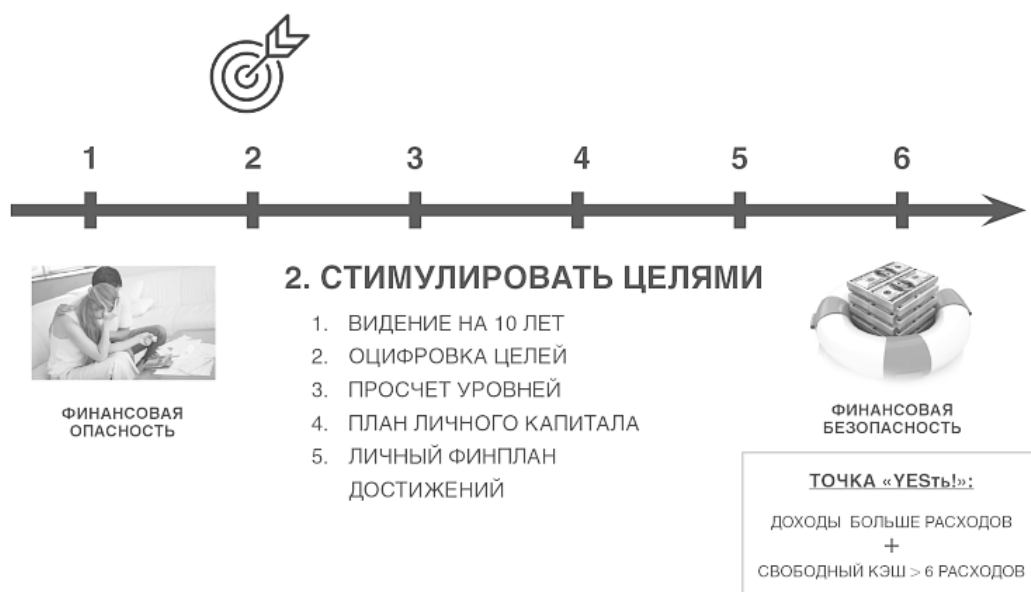 1 2 3 4 5 6
2. СТИМУЛИРОВАТЬ ЦЕЛЯМИ
1. ВИДЕНИЕ НА 10 ЛЕТ
2. ОЦИФРОВКА ЦЕЛЕЙ
3. ПРОСЧЕТ УРОВНЕЙ
4. ПЛАН ЛИЧНОГО КАПИТАЛА
5. ЛИЧНЫЙ ФИНПЛАН
ДОСТИЖЕНИЙ
ФИНАНСОВАЯ
ОПАСНОСТЬ
ФИНАНСОВАЯ
БЕЗОПАСНОСТЬ
ТОЧКА «YESть!»:
ДОХОДЫ БОЛЬШЕ РАСХОДОВ
+
СВОБОДНЫЙ КЭШ > 6 РАСХОДОВ